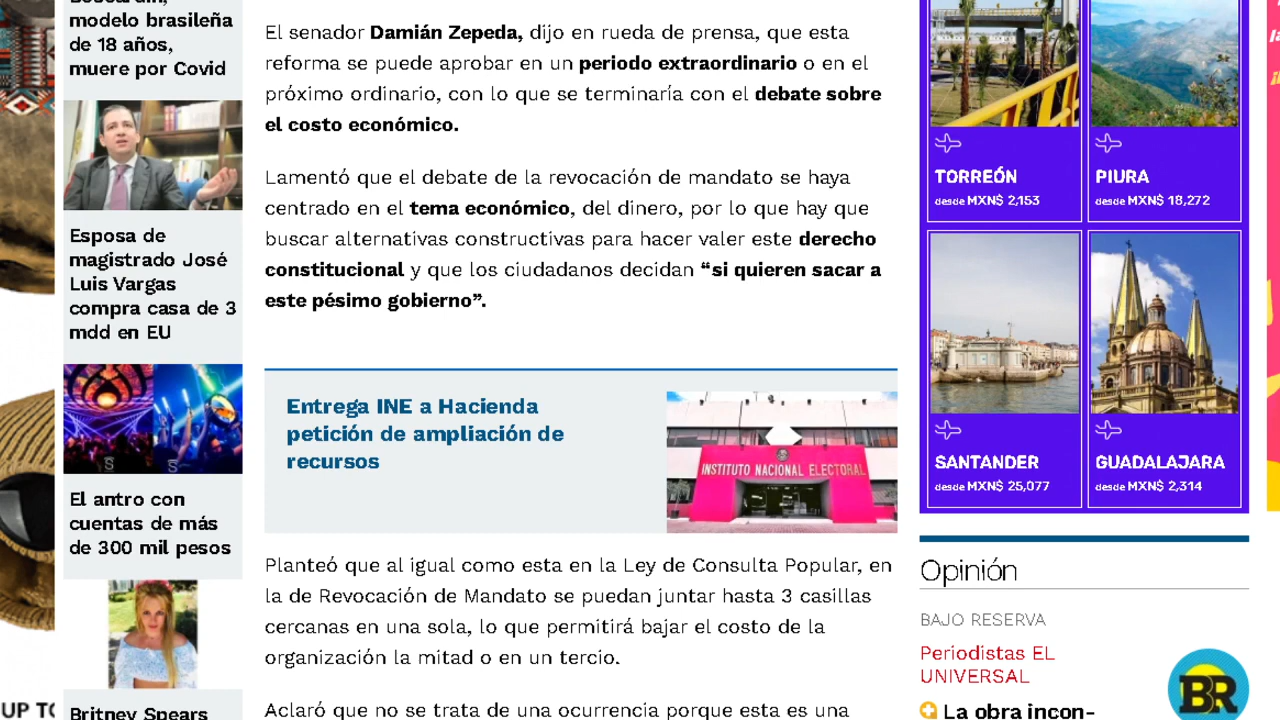 modelo brasileña
de 18 años,
muere por Covid
Esposa de
magistrado José
Luis Vargas
compra casa de 3
mdd en EU
El antro con
cuentas de más
de 300 mil pesos
Britney Spears
UP TO
El senador Damián Zepeda, dijo en rueda de prensa, que esta
reforma se puede aprobar en un periodo extraordinario o en el
próximo ordinario, con lo que se terminaría con el debate sobre
el costo económico.
Lamentó que el debate de la revocación de mandato se haya
centrado en el tema económico, del dinero, por lo que hay que
buscar alternativas constructivas para hacer valer este derecho
constitucional y que los ciudadanos decidan “si quieren sacar a
este pésimo gobierno”.
Entrega INE a Hacienda
petición de ampliación de
recursos
INSTITUTO NACIONAL ELECTORAL
Planteó que al igual como esta en la Ley de Consulta Popular, en
la de Revocación de Mandato se puedan juntar hasta 3 casillas
cercanas en una sola, lo que permitirá bajar el costo de la
organización la mitad o en un tercio.
Aclaró que no se trata de una ocurrencia porque esta es una
TORREÓN
desde MXN$ 2,153
PIURA
desde MXN$ 18,272
SANTANDER
desde MXN$ 25,077
GUADALAJARA
desde MXN$ 2,314
Opinión
BAJO RESERVA
Periodistas EL
UNIVERSAL
La obra incon-
BR